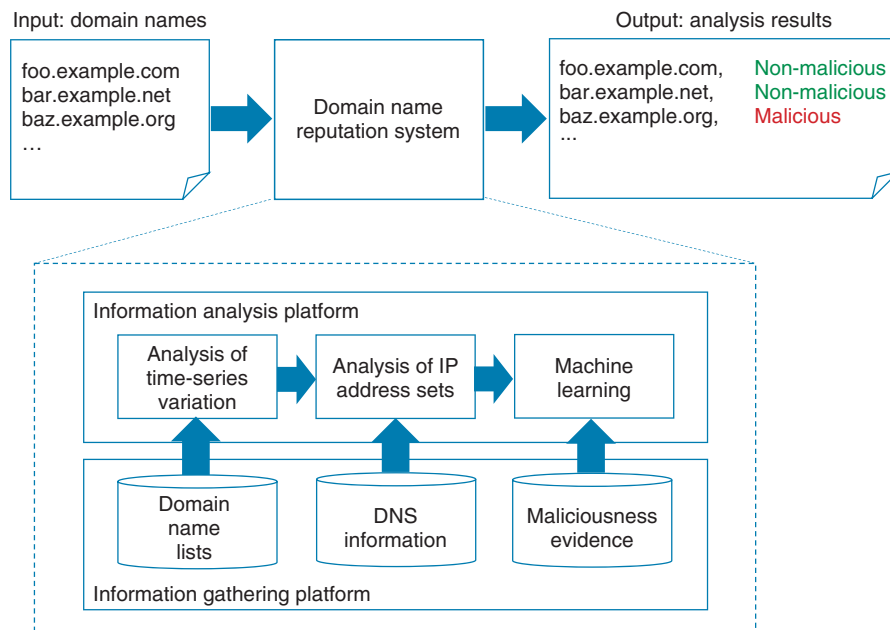 Input: domain names
Output: analysis results
foo.example.com
bar.example.net
baz.example.org
...
Domain name
reputation system
foo.example.com, Non-malicious
bar.example.net, Non-malicious
baz.example.org, Malicious
...
Information analysis platform
Analysis of
time-series
variation
Analysis of IP
address sets
Machine
learning
Domain
name
lists
DNS
information
Maliciousness
evidence
Information gathering platform